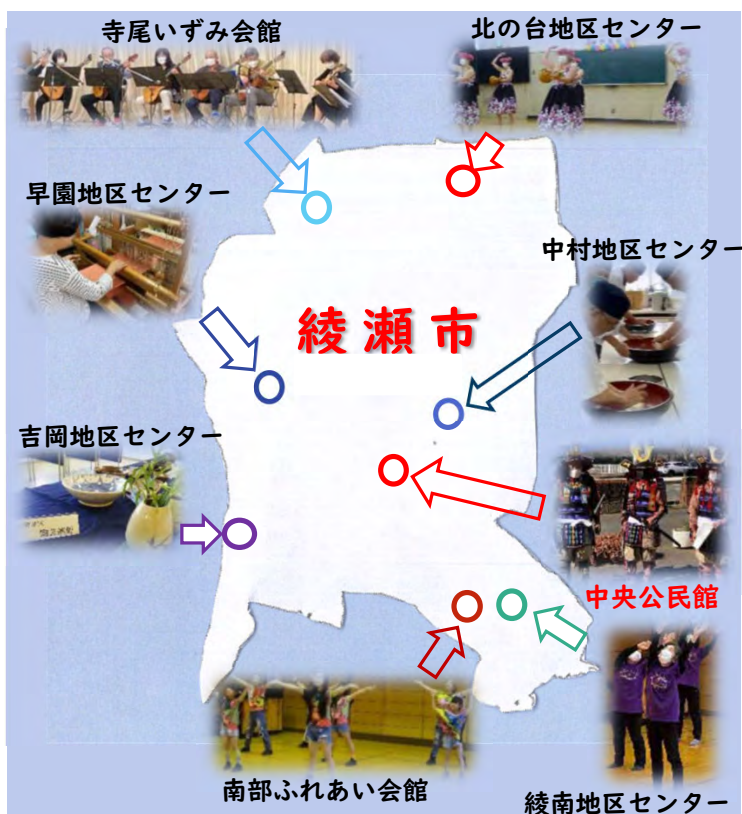 寺尾いずみ会館
北の台地区センター
早園地区センター
中村地区センター
綾瀬市
吉岡地区センター
中央公民館
南部ふれあい会館
綾南地区センター